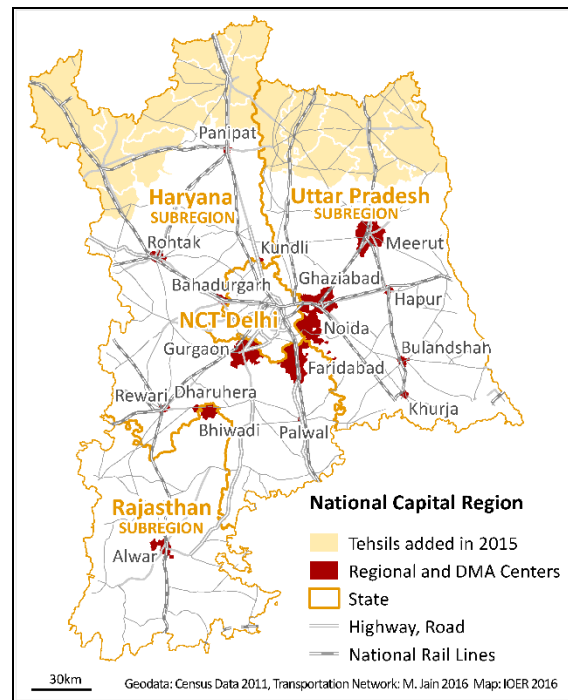 Panipat
Haryana
SUBREGION
Uttar Pradesh
SUBREGION
Rohtak
Kundli
Meerut
Bahadurgarh
Ghaziabad
Hapur
NCT Delhi
Noida
Gurgaon
Bulandshah
Faridabad
Rewari
Dharuhera
Khurja
Bhiwadi
Palwal
Rajasthan
SUBREGION
Alwar
National Capital Region
Tehsils added in 2015
Regional and DMA Centers
State
Highway, Road
National Rail Lines
30km
Geodata: Census Data 2011, Transportation Network: M. Jain 2016 Map: IOER 2016